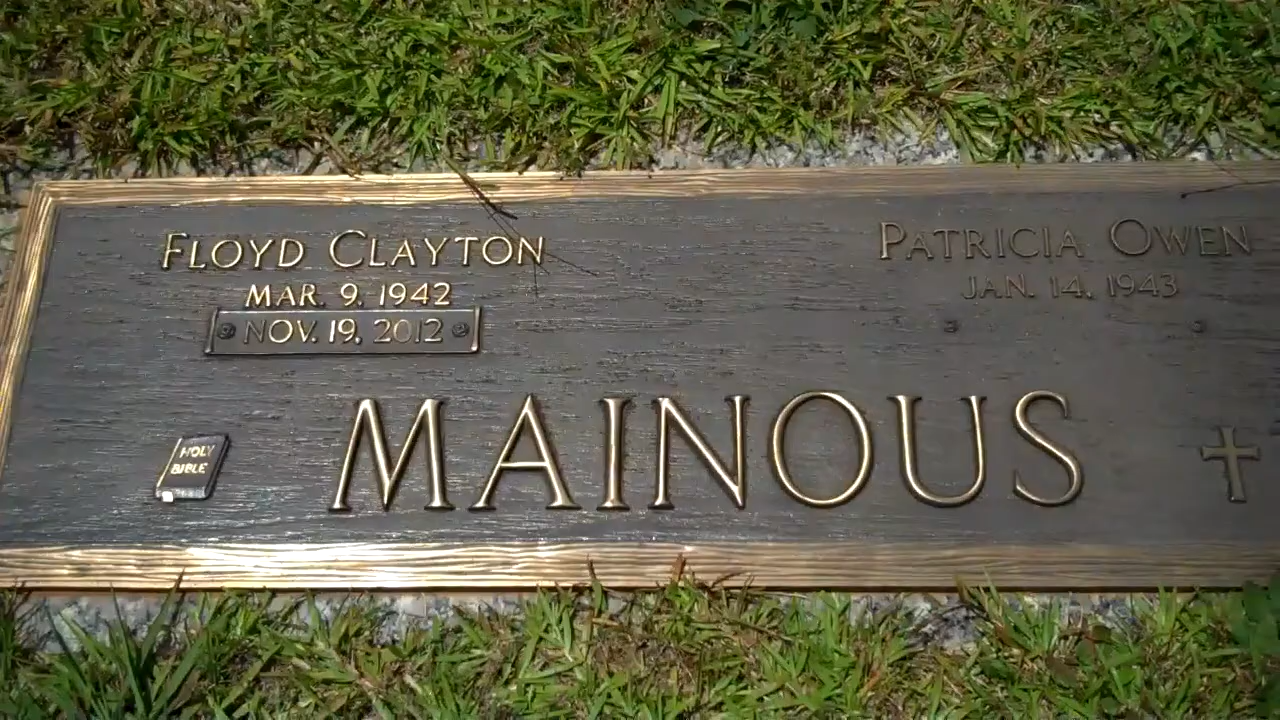 FLOYD CLAYTON
MAR. 9, 1942
NOV. 19, 2012
PATRICIA OWEN
JAN. 14, 1943
MAINOUS
HOLY
BIBLE